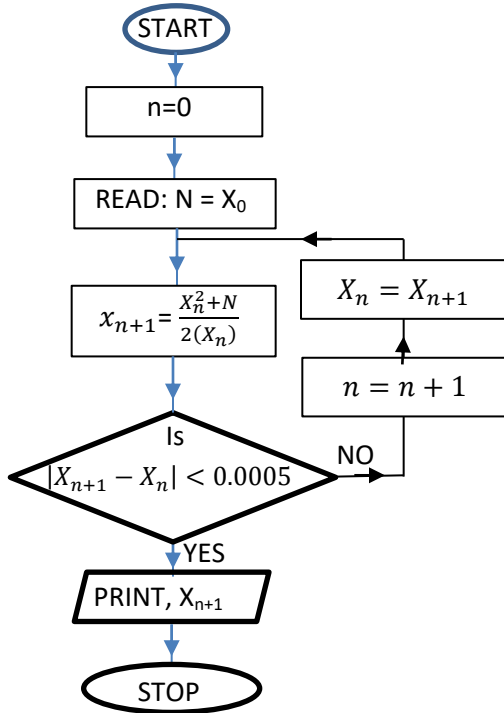 START
n=0
READ: N = X₀
xₙ₊₁= (Xₙ²+N)/(2(Xₙ))
Xₙ = Xₙ₊₁
n = n + 1
Is
|Xₙ₊₁ − Xₙ| < 0.0005
NO
YES
PRINT, Xₙ₊₁
STOP